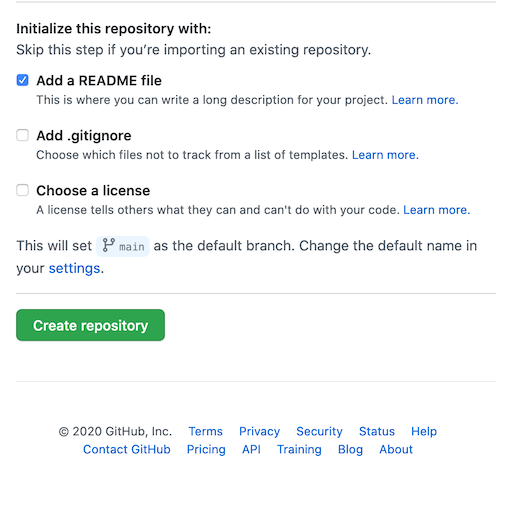 Initialize this repository with:
Skip this step if you’re importing an existing repository.
Add a README file
This is where you can write a long description for your project. Learn more.
Add .gitignore
Choose which files not to track from a list of templates. Learn more.
Choose a license
A license tells others what they can and can't do with your code. Learn more.
This will set main as the default branch. Change the default name in
your settings.
Create repository
© 2020 GitHub, Inc. Terms Privacy Security Status Help
Contact GitHub Pricing API Training Blog About